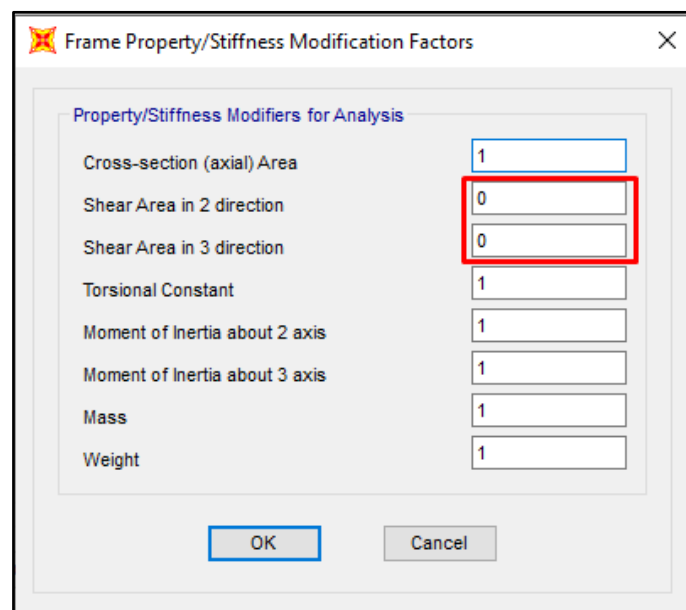 Frame Property/Stiffness Modification Factors
Property/Stiffness Modifiers for Analysis
Cross-section (axial) Area 1
Shear Area in 2 direction 0
Shear Area in 3 direction 0
Torsional Constant 1
Moment of Inertia about 2 axis 1
Moment of Inertia about 3 axis 1
Mass 1
Weight 1
OK Cancel